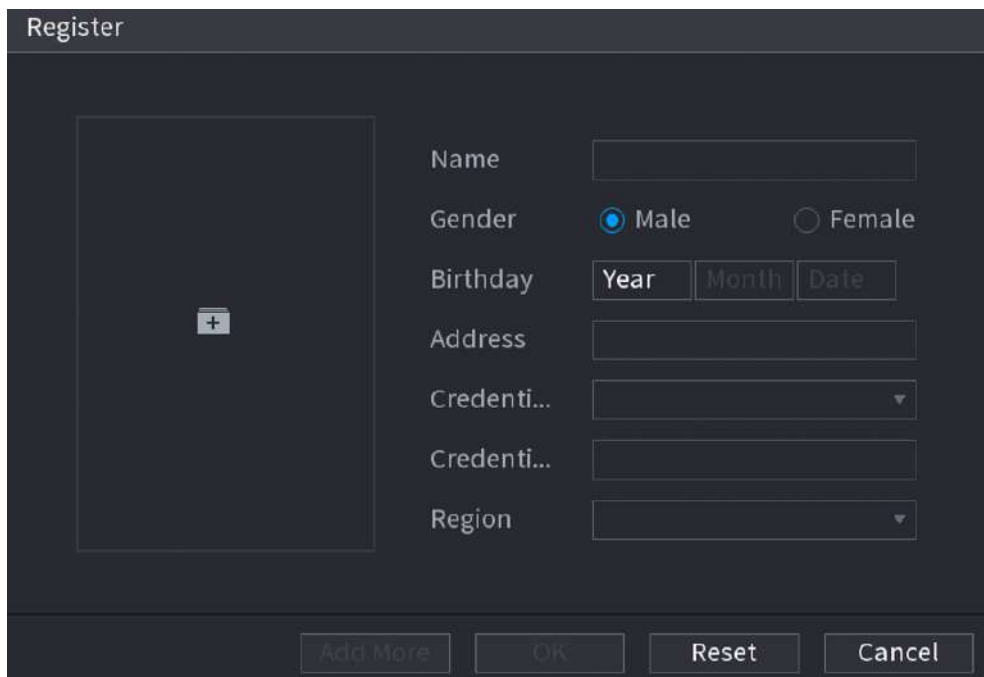 Register
Name
Gender Male Female
Birthday Year Month Date
Address
Credenti...
Credenti...
Region
Add More OK Reset Cancel